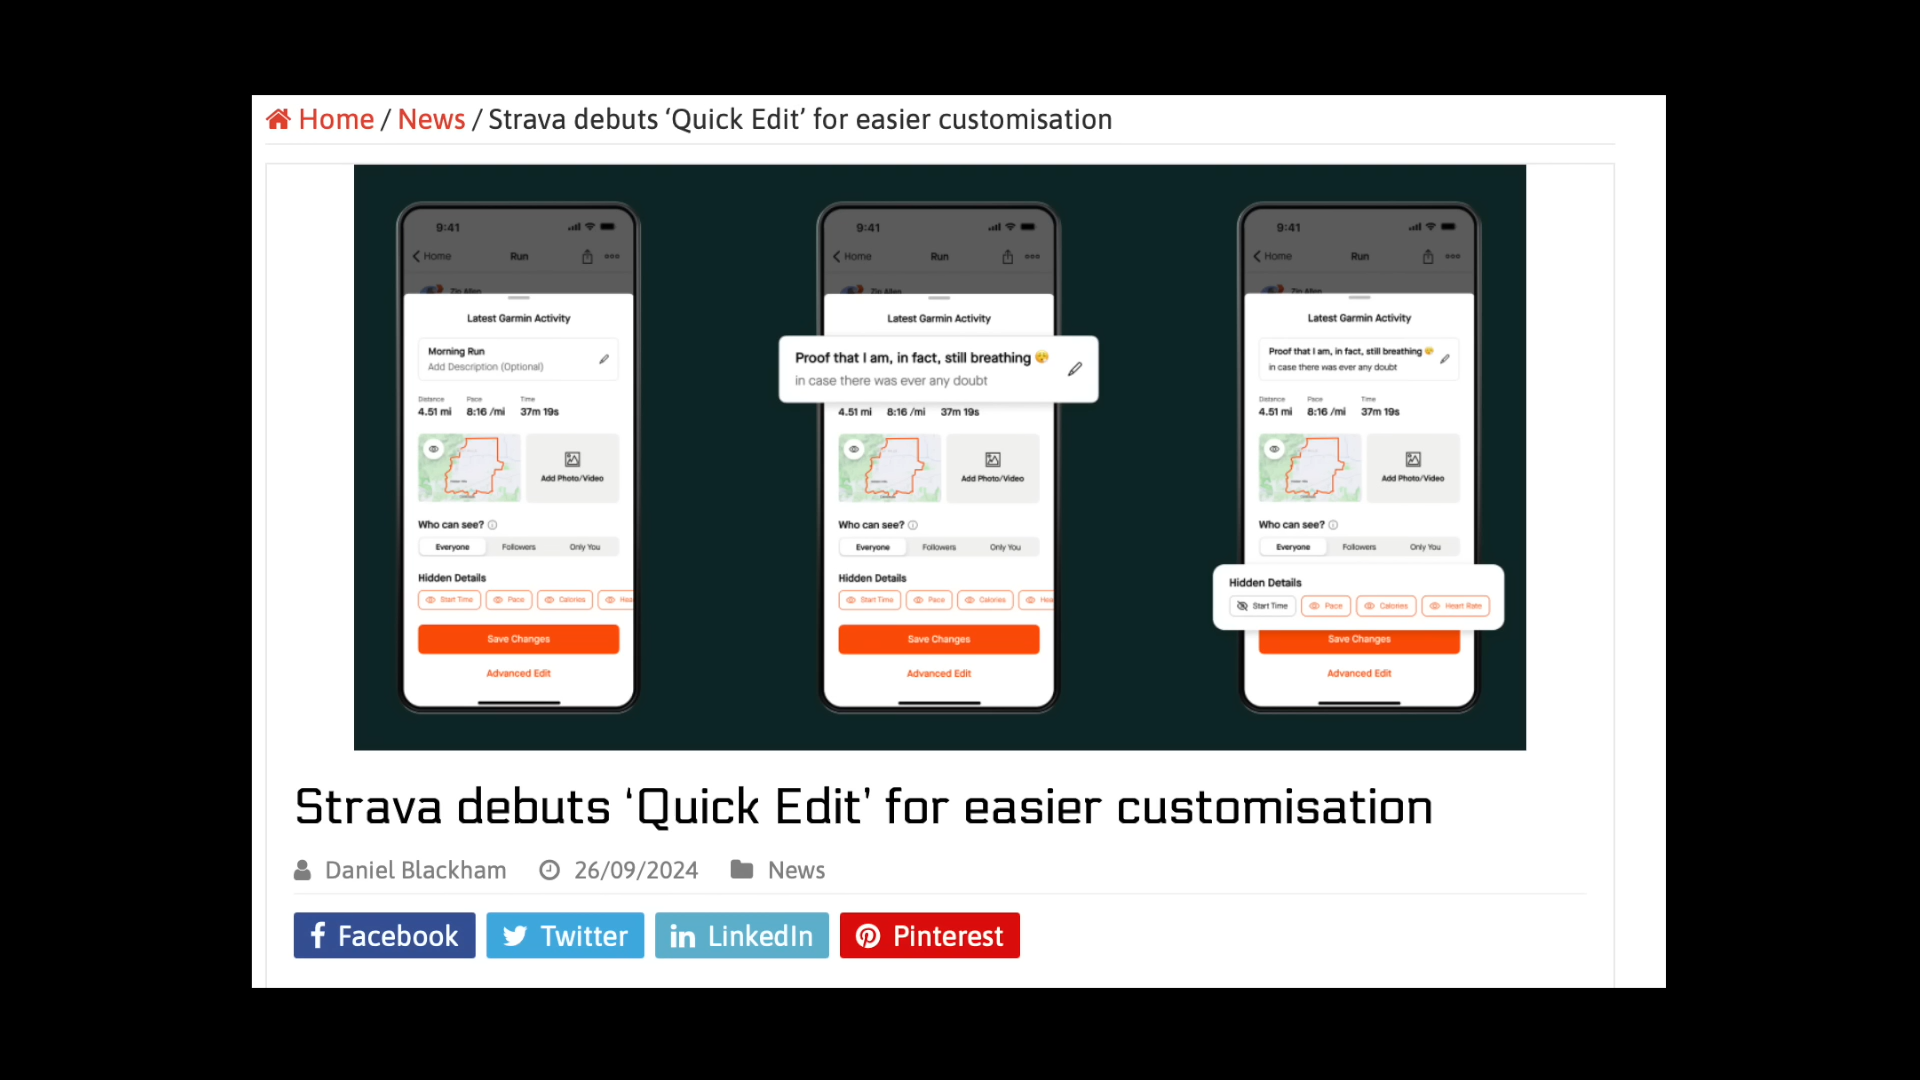 Home / News / Strava debuts ‘Quick Edit’ for easier customisation
9:41
Home Run
Latest Garmin Activity
Morning Run
Add Description (Optional)
Distance Pace Time
4.51 mi 8:16 /mi 37m 19s
Add Photo/Video
Who can see?
Everyone Followers Only You
Hidden Details
Start Time Pace Calories Hea
Save Changes
Advanced Edit
9:41
Home Run
Latest Garmin Activity
Proof that I am, in fact, still breathing
in case there was ever any doubt
4.51 mi 8:16 /mi 37m 19s
Add Photo/Video
Who can see?
Everyone Followers Only You
Hidden Details
Start Time Pace Calories Hea
Save Changes
Advanced Edit
9:41
Home Run
Latest Garmin Activity
Proof that I am, in fact, still breathing
in case there was ever any doubt
Distance Pace Time
4.51 mi 8:16 /mi 37m 19s
Add Photo/Video
Who can see?
Everyone Followers Only You
Hidden Details
Start Time Pace Calories Heart Rate
Save Changes
Advanced Edit
Strava debuts ‘Quick Edit’ for easier customisation
Daniel Blackham 26/09/2024 News
Facebook Twitter LinkedIn Pinterest